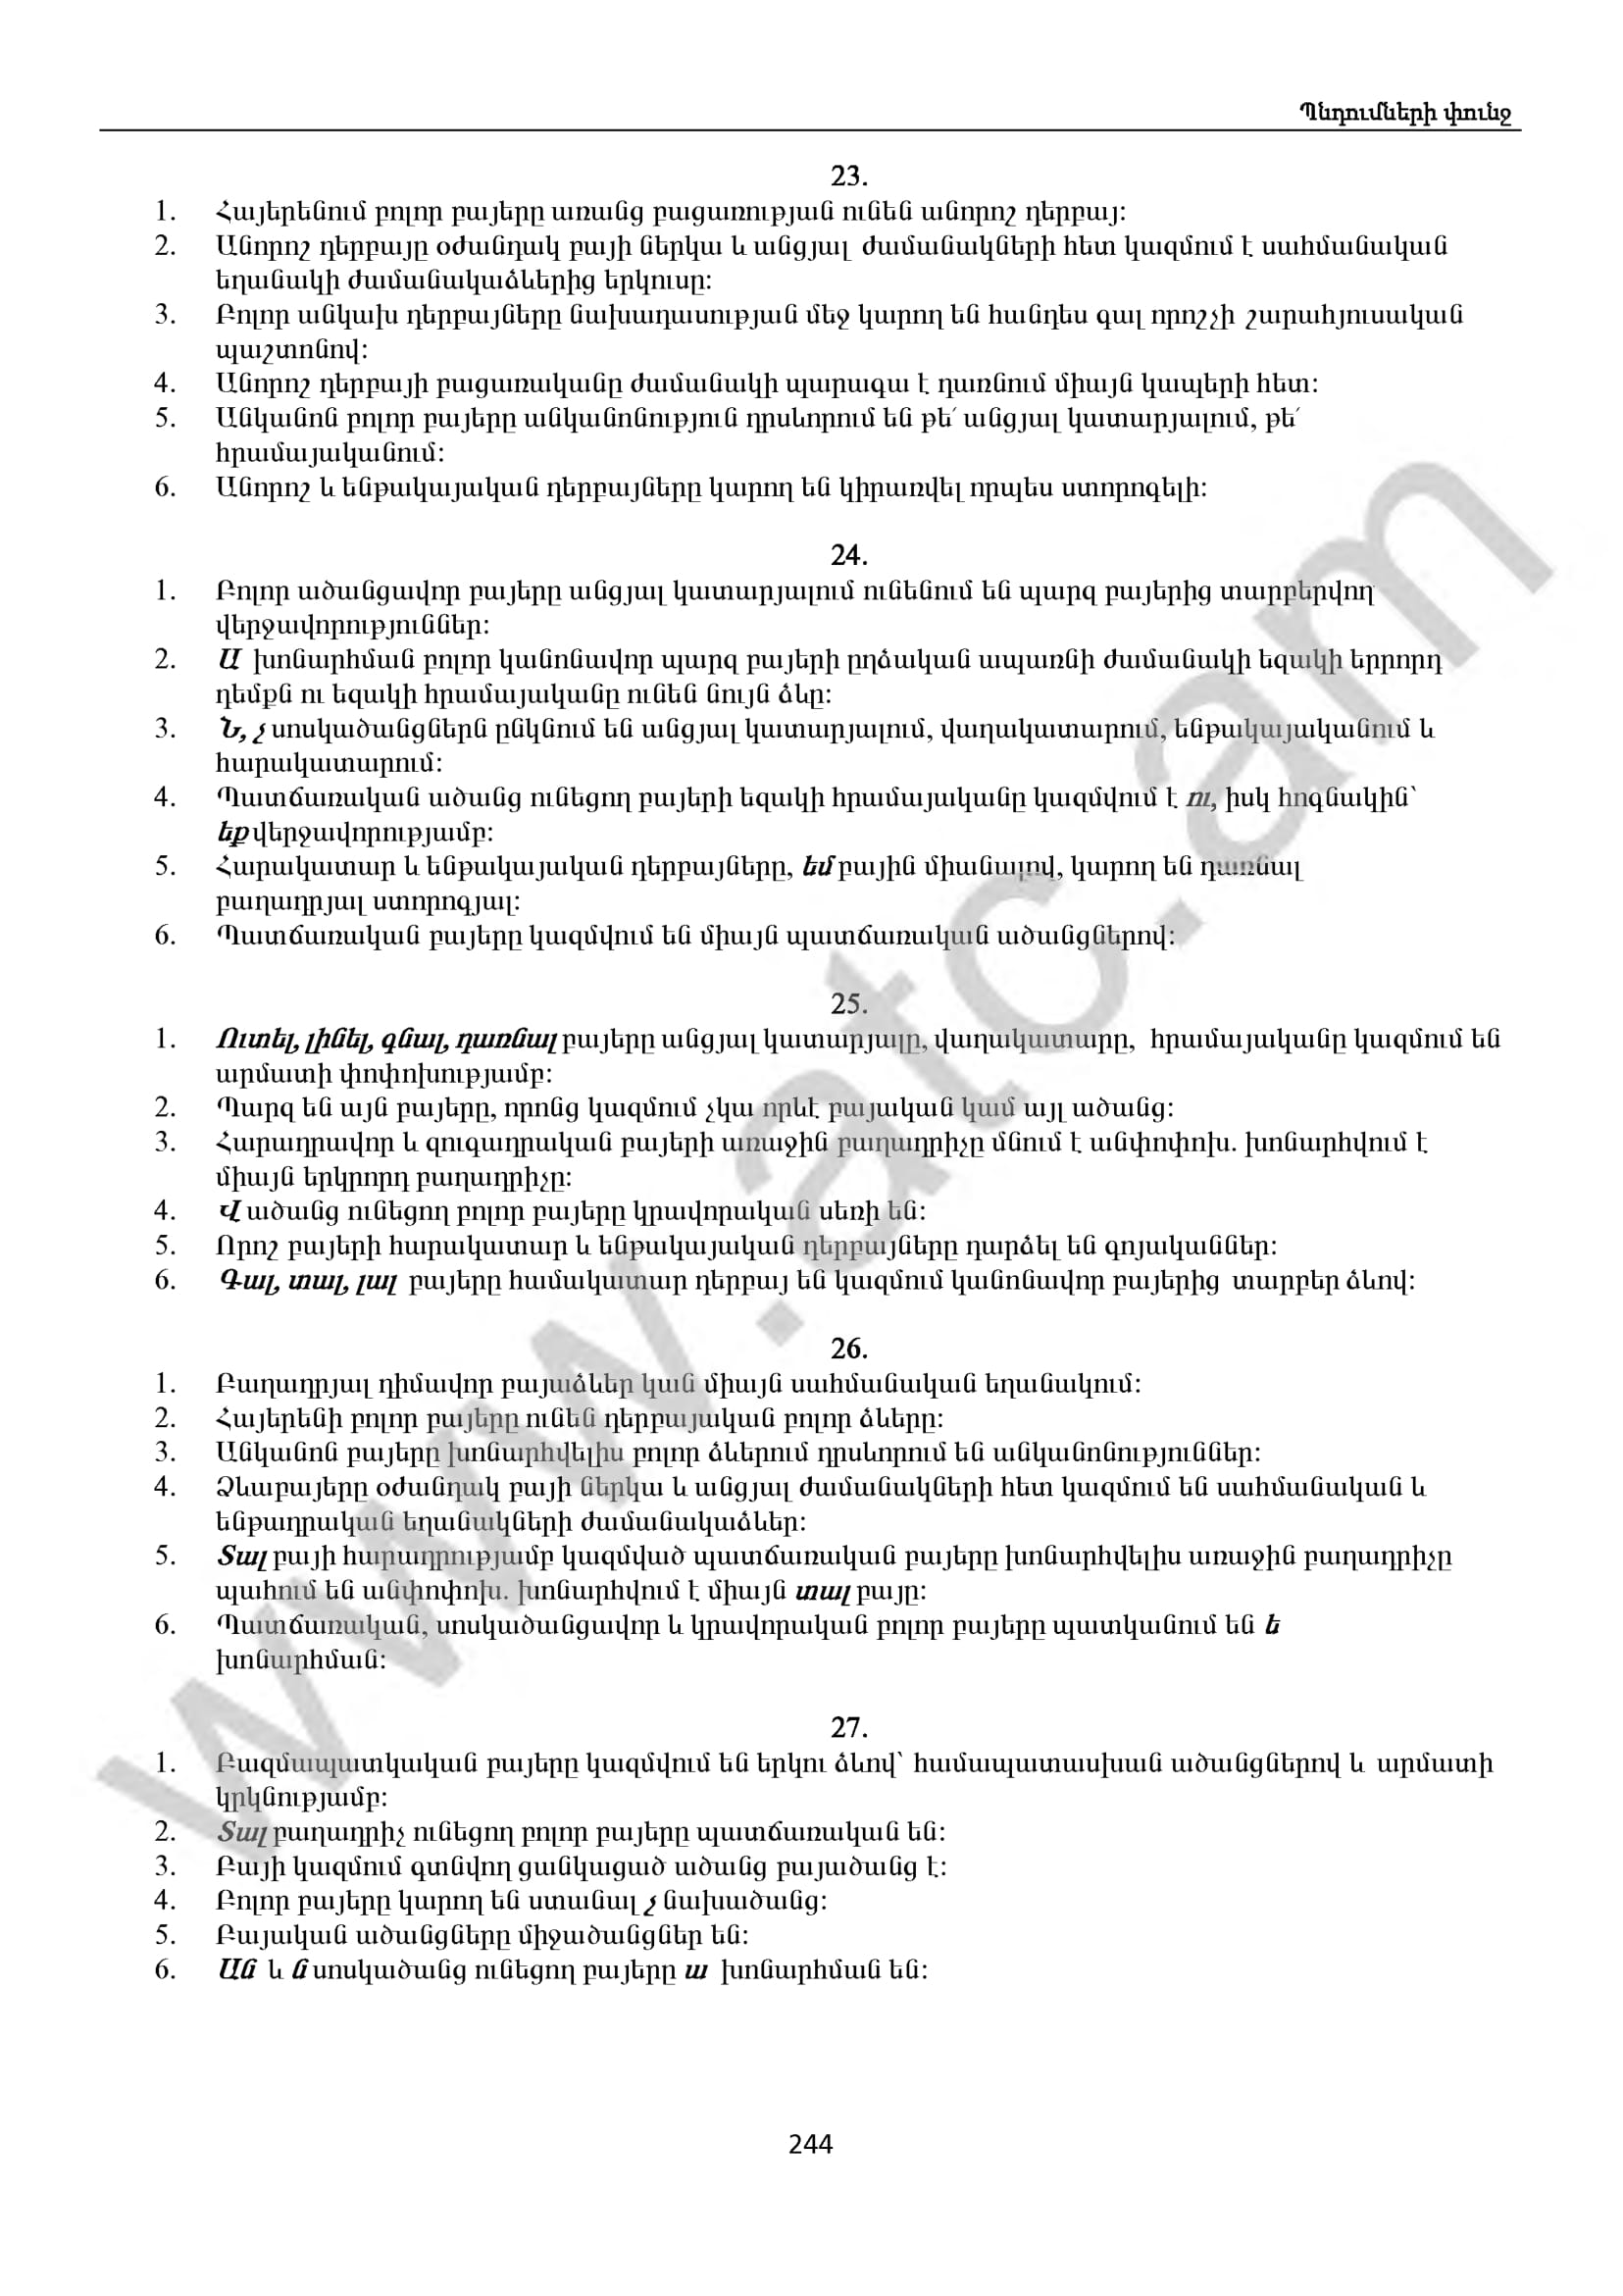 Պնդումների փունջ
23.
1. Հայերենում բոլոր բայերը առանց բացառության ունեն անորոշ դերբայ:
2. Անորոշ դերբայը օժանդակ բայի ներկա և անցյալ ժամանակների հետ կազմում է սահմանական
եղանակի ժամանակաձևերից երկուսը:
3. Բոլոր անկախ դերբայները նախադասության մեջ կարող են հանդես գալ որոշչի շարահյուսական
պաշտոնով:
4. Անորոշ դերբայի բացառականը ժամանակի պարագա է դառնում միայն կապերի հետ:
5. Անկանոն բոլոր բայերը անկանոնություն դրսևորում են թե՛ անցյալ կատարյալում, թե՛
հրամայականում:
6. Անորոշ և ենթակայական դերբայները կարող են կիրառվել որպես ստորոգելի:
24.
1. Բոլոր ածանցավոր բայերը անցյալ կատարյալում ունենում են պարզ բայերից տարբերվող
վերջավորություններ:
2. Ա խոնարհման բոլոր կանոնավոր պարզ բայերի ըղձական ապառնի ժամանակի եզակի երրորդ
դեմքն ու եզակի հրամայականը ունեն նույն ձևը:
3. Ն, չ սոսկածանցներն ընկնում են անցյալ կատարյալում, վաղակատարում, ենթակայականում և
հարակատարում:
4. Պատճառական ածանց ունեցող բայերի եզակի հրամայականը կազմվում է ու, իսկ հոգնակին՝
եք վերջավորությամբ:
5. Հարակատար և ենթակայական դերբայները, եմ բային միանալով, կարող են դառնալ
բաղադրյալ ստորոգյալ:
6. Պատճառական բայերը կազմվում են միայն պատճառական ածանցներով:
25.
1. Ուտել, լինել, գնալ, դառնալ բայերը անցյալ կատարյալը, վաղակատարը, հրամայականը կազմում են
արմատի փոփոխությամբ:
2. Պարզ են այն բայերը, որոնց կազմում չկա որևէ բայական կամ այլ ածանց:
3. Հարադրավոր և զուգադրական բայերի առաջին բաղադրիչը մնում է անփոփոխ. խոնարհվում է
միայն երկրորդ բաղադրիչը:
4. Վ ածանց ունեցող բոլոր բայերը կրավորական սեռի են:
5. Որոշ բայերի հարակատար և ենթակայական դերբայները դարձել են գոյականներ:
6. Գալ, տալ, լալ բայերը համակատար դերբայ են կազմում կանոնավոր բայերից տարբեր ձևով:
26.
1. Բաղադրյալ դիմավոր բայաձևեր կան միայն սահմանական եղանակում:
2. Հայերենի բոլոր բայերը ունեն դերբայական բոլոր ձևերը:
3. Անկանոն բայերը խոնարհվելիս բոլոր ձևերում դրսևորում են անկանոնություններ:
4. Ձևաբայերը օժանդակ բայի ներկա և անցյալ ժամանակների հետ կազմում են սահմանական և
ենթադրական եղանակների ժամանակաձևեր:
5. Տալ բայի հարադրությամբ կազմված պատճառական բայերը խոնարհվելիս առաջին բաղադրիչը
պահում են անփոփոխ. խոնարհվում է միայն տալ բայը:
6. Պատճառական, սոսկածանցավոր և կրավորական բոլոր բայերը պատկանում են ե
խոնարհման:
27.
1. Բազմապատկական բայերը կազմվում են երկու ձևով՝ համապատասխան ածանցներով և արմատի
կրկնությամբ:
2. Տալ բաղադրիչ ունեցող բոլոր բայերը պատճառական են:
3. Բայի կազմում գտնվող ցանկացած ածանց բայածանց է:
4. Բոլոր բայերը կարող են ստանալ չ նախածանց:
5. Բայական ածանցները միջածանցներ են:
6. Ան և ն սոսկածանց ունեցող բայերը ա խոնարհման են:
244
www.atc.am